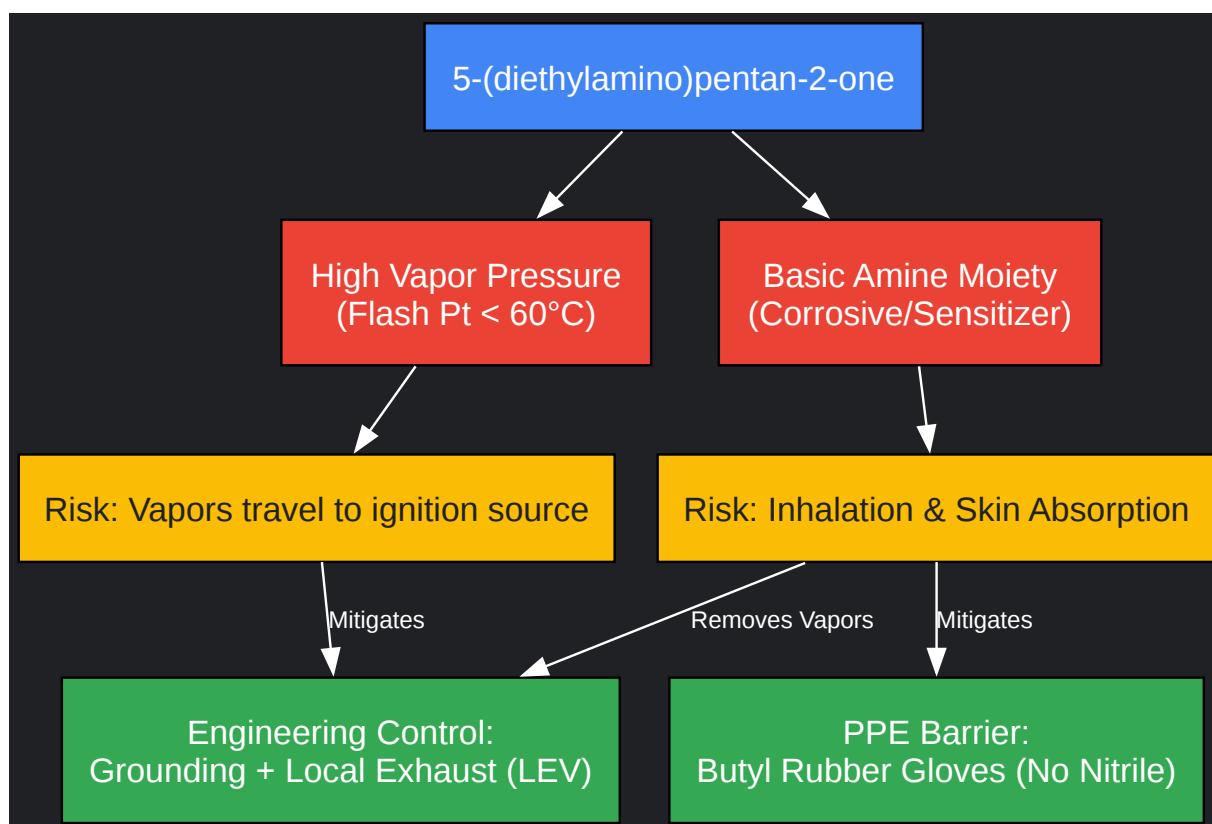 5-(diethylamino)pentan-2-one
High Vapor Pressure
(Flash Pt < 60°C)
Basic Amine Moiety
(Corrosive/Sensitizer)
Risk: Vapors travel to ignition source
Risk: Inhalation & Skin Absorption
Mitigates
Removes Vapors
Mitigates
Engineering Control:
Grounding + Local Exhaust (LEV)
PPE Barrier:
Butyl Rubber Gloves (No Nitrile)